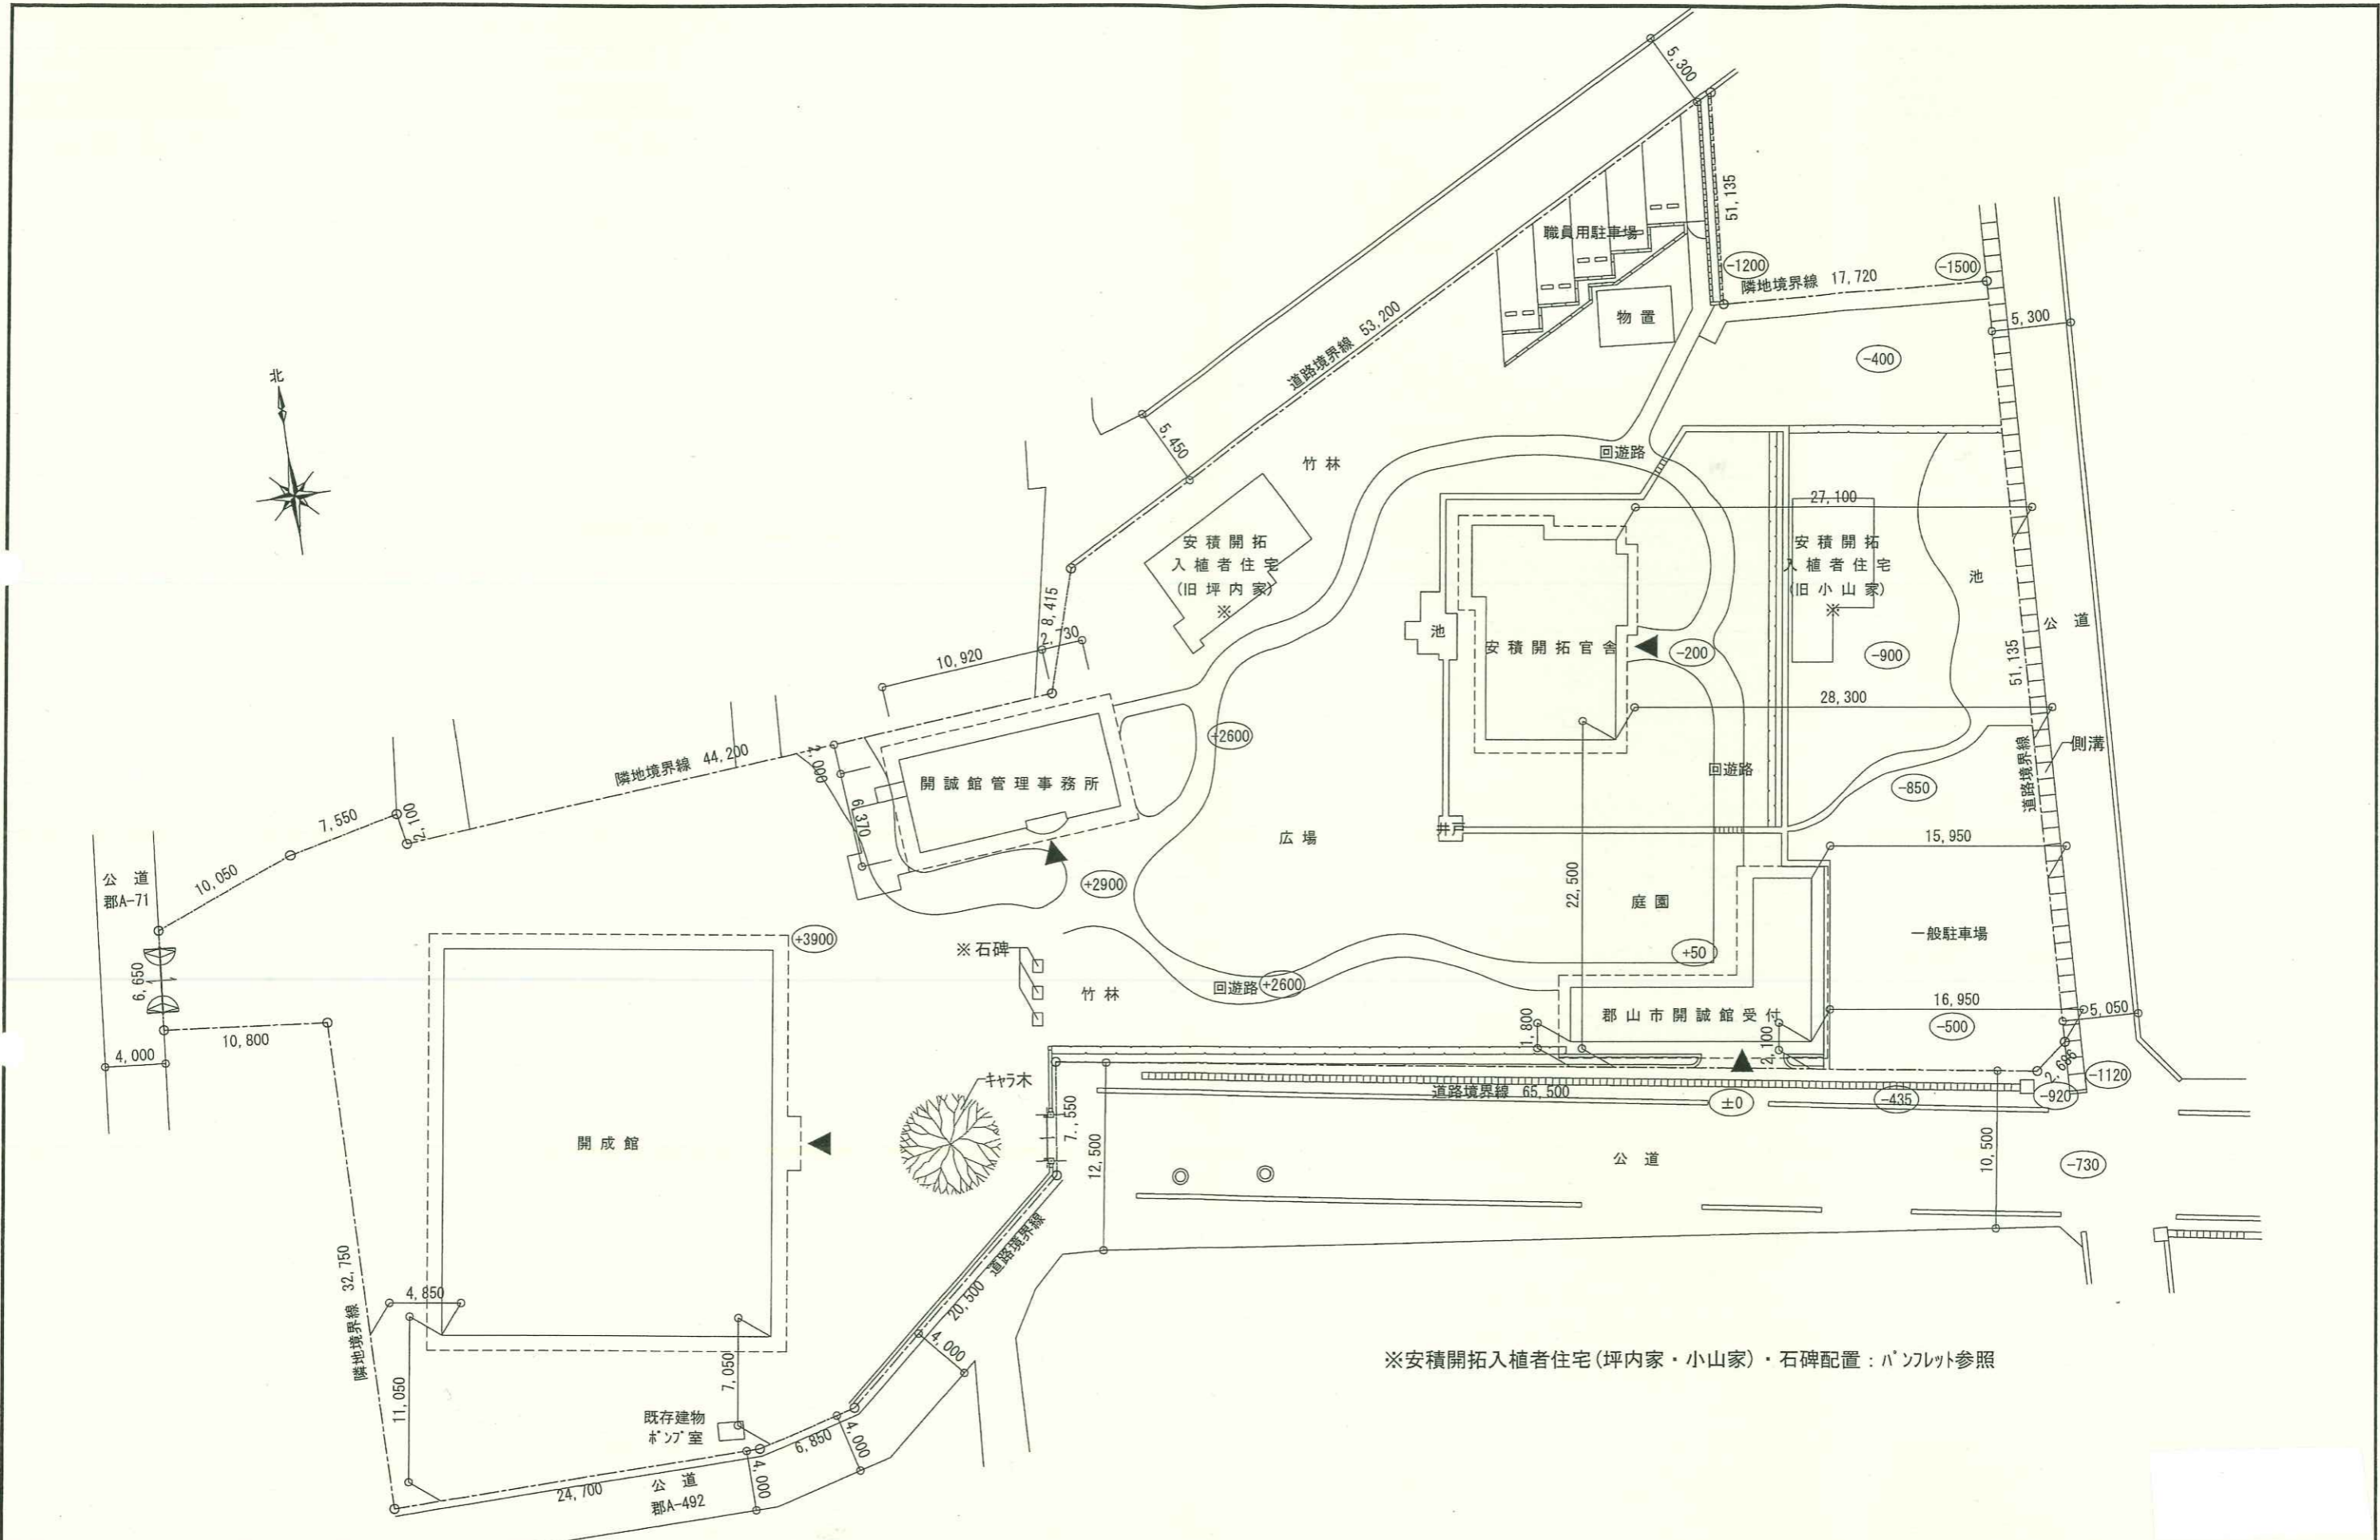 北
5,300
51,135
職員用駐車場
-1200
隣地境界線 17,720
-1500
物 置
5,300
-400
道路境界線 53,200
5,450
竹 林
回遊路
27,100
安 積 開 拓
入 植 者 住 宅
(旧 坪 内 家)
※
安 積 開 拓
入 植 者 住 宅
(旧 小 山 家)
※
池
公 道
8,415
2,730
10,920
池
安 積 開 拓 官 舎
-200
-900
51,135
28,300
道路境界線
側溝
+2600
隣地境界線 44,200
2,000
6,370
開 誠 館 管 理 事 務 所
回遊路
-850
7,550
2,100
10,050
広 場
井戸
15,950
公 道
郡A-71
+2900
22,500
庭 園
一般駐車場
+3900
※石碑
+50
6,650
竹 林
回遊路
+2600
郡 山 市 開 誠 館 受 付
16,950
-500
5,050
1,800
2,100
10,800
4,000
2,686
-1120
キャラ木
道路境界線 65,500
±0
-435
-920
7,550
12,500
10,500
開 成 館
公 道
-730
20,500 道路境界線
隣地境界線 32,750
4,850
4,000
11,050
7,050
※安積開拓入植者住宅(坪内家・小山家)・石碑配置：パンフレット参照
既存建物
ポンプ室
6,850
4,000
4,000
24,700
公 道
郡A-492